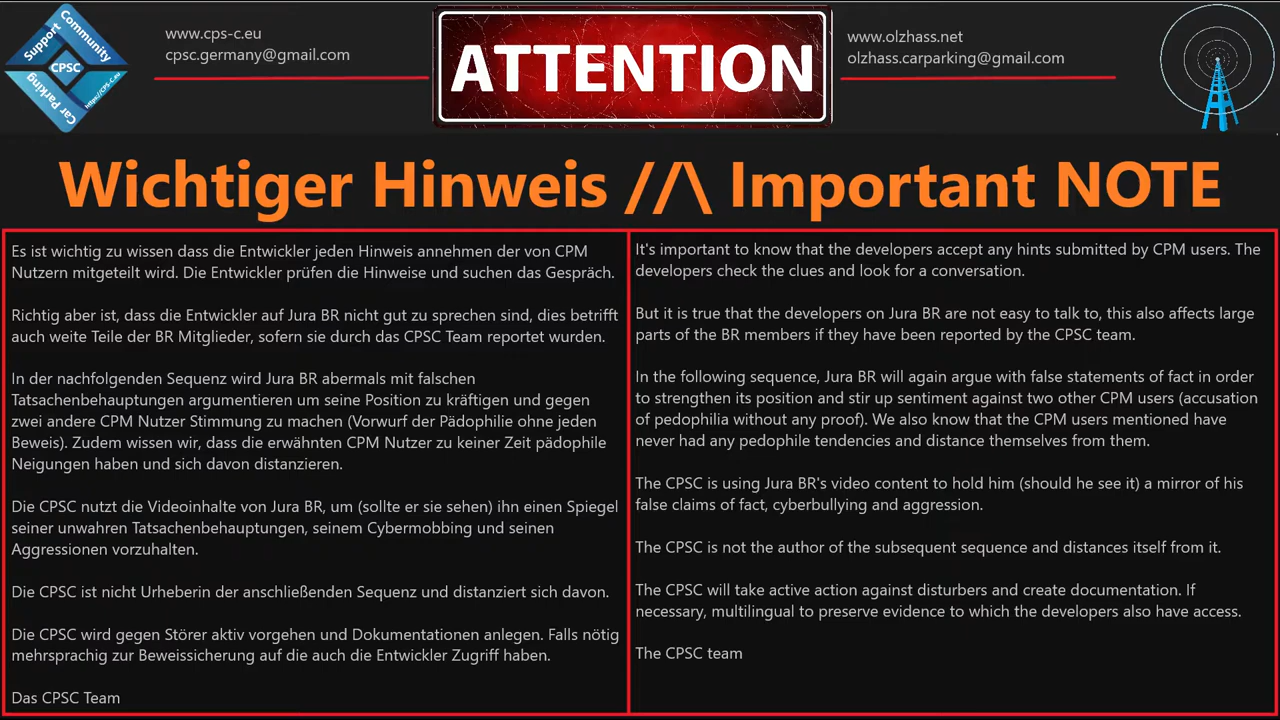 Support
Community
CPSC
Car Parking
https://CPS-C.eu
www.cps-c.eu
cpsc.germany@gmail.com
ATTENTION
www.olzhass.net
olzhass.carparking@gmail.com
Wichtiger Hinweis //\ Important NOTE
Es ist wichtig zu wissen dass die Entwickler jeden Hinweis annehmen der von CPM
Nutzern mitgeteilt wird. Die Entwickler prüfen die Hinweise und suchen das Gespräch.
Richtig aber ist, dass die Entwickler auf Jura BR nicht gut zu sprechen sind, dies betrifft
auch weite Teile der BR Mitglieder, sofern sie durch das CPSC Team reportet wurden.
In der nachfolgenden Sequenz wird Jura BR abermals mit falschen
Tatsachenbehauptungen argumentieren um seine Position zu kräftigen und gegen
zwei andere CPM Nutzer Stimmung zu machen (Vorwurf der Pädophilie ohne jeden
Beweis). Zudem wissen wir, dass die erwähnten CPM Nutzer zu keiner Zeit pädophile
Neigungen haben und sich davon distanzieren.
Die CPSC nutzt die Videoinhalte von Jura BR, um (sollte er sie sehen) ihn einen Spiegel
seiner unwahren Tatsachenbehauptungen, seinem Cybermobbing und seinen
Aggressionen vorzuhalten.
Die CPSC ist nicht Urheberin der anschließenden Sequenz und distanziert sich davon.
Die CPSC wird gegen Störer aktiv vorgehen und Dokumentationen anlegen. Falls nötig
mehrsprachig zur Beweissicherung auf die auch die Entwickler Zugriff haben.
Das CPSC Team
It's important to know that the developers accept any hints submitted by CPM users. The
developers check the clues and look for a conversation.
But it is true that the developers on Jura BR are not easy to talk to, this also affects large
parts of the BR members if they have been reported by the CPSC team.
In the following sequence, Jura BR will again argue with false statements of fact in order
to strengthen its position and stir up sentiment against two other CPM users (accusation
of pedophilia without any proof). We also know that the CPM users mentioned have
never had any pedophile tendencies and distance themselves from them.
The CPSC is using Jura BR's video content to hold him (should he see it) a mirror of his
false claims of fact, cyberbullying and aggression.
The CPSC is not the author of the subsequent sequence and distances itself from it.
The CPSC will take active action against disturbers and create documentation. If
necessary, multilingual to preserve evidence to which the developers also have access.
The CPSC team